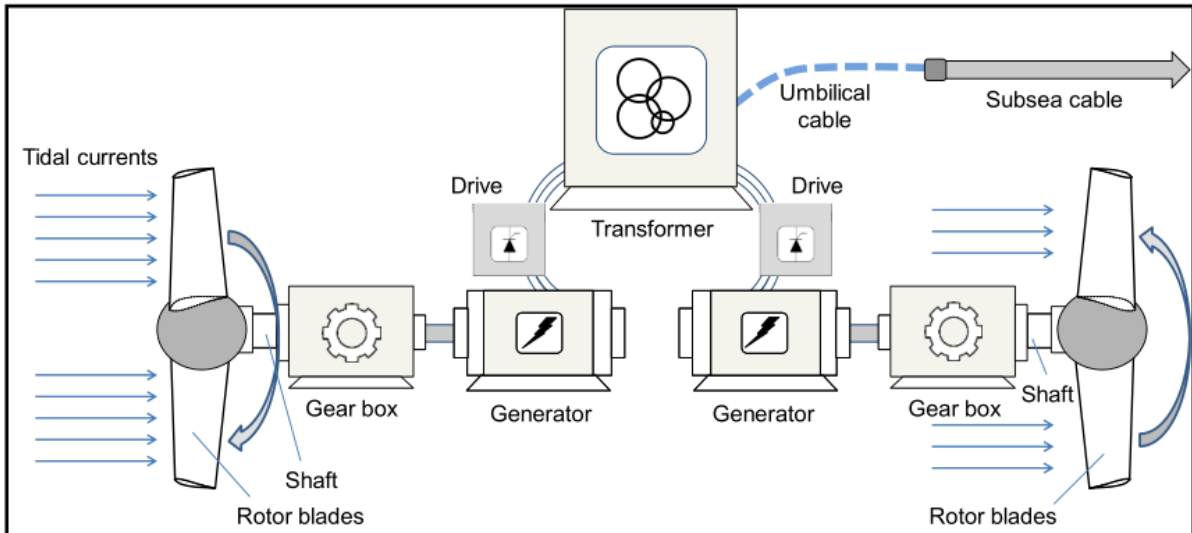 Umbilical
cable
Subsea cable
Tidal currents
Drive
Drive
Transformer
Gear box
Generator
Generator
Gear box
Shaft
Shaft
Rotor blades
Rotor blades